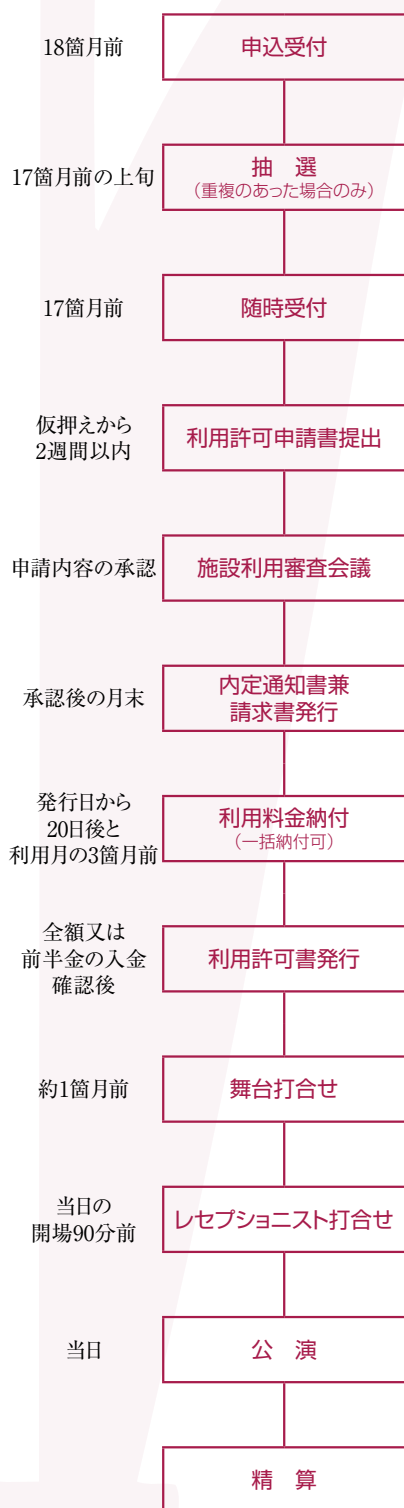 18箇月前
申込受付
17箇月前の上旬
抽　選
（重複のあった場合のみ）
17箇月前
随時受付
仮押えから
2週間以内
利用許可申請書提出
申請内容の承認
施設利用審査会議
承認後の月末
内定通知書兼
請求書発行
発行日から
20日後と
利用月の3箇月前
利用料金納付
（一括納付可）
全額又は
前半金の入金
確認後
利用許可書発行
約1箇月前
舞台打合せ
当日の
開場90分前
レセプショニスト打合せ
当日
公　演
精　算